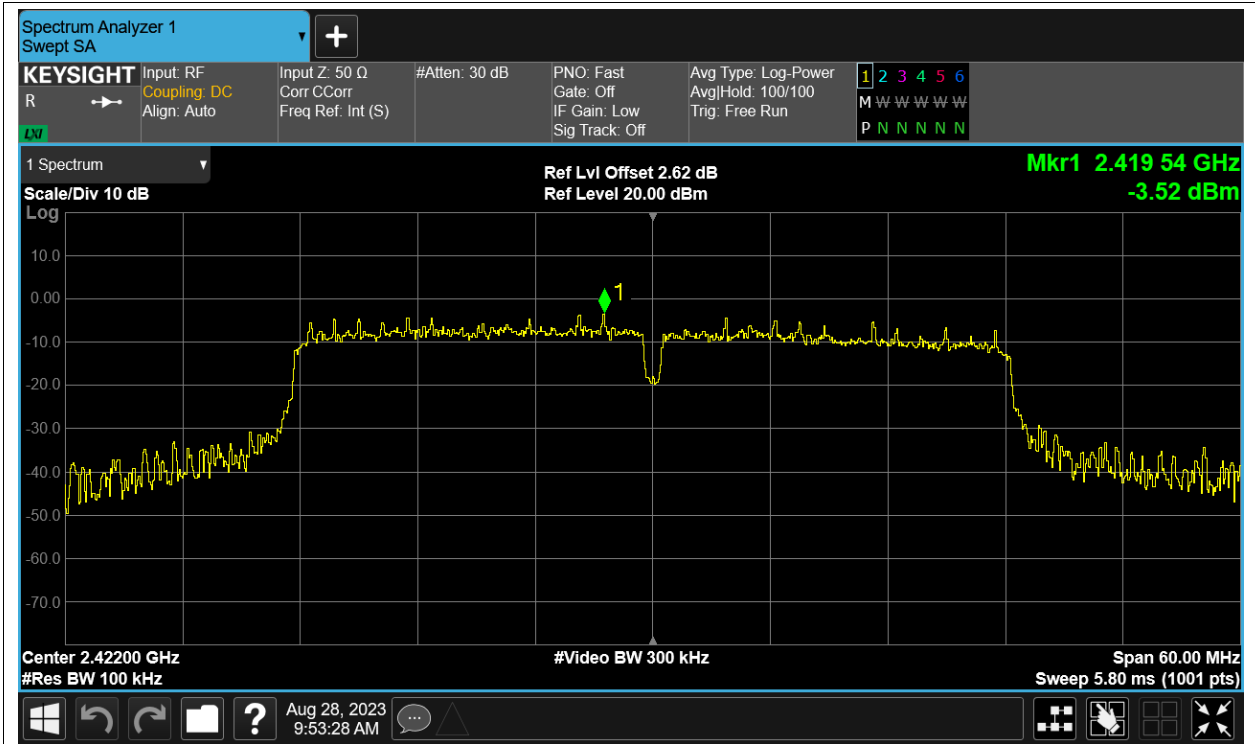 Spectrum Analyzer 1
Swept SA
KEYSIGHT
R
LXI
Input: RF
Coupling: DC
Align: Auto
Input Z: 50 Ω
Corr CCorr
Freq Ref: Int (S)
#Atten: 30 dB
PNO: Fast
Gate: Off
IF Gain: Low
Sig Track: Off
Avg Type: Log-Power
Avg|Hold: 100/100
Trig: Free Run
1 2 3 4 5 6
M W W W W W
P N N N N N
1 Spectrum
Scale/Div 10 dB
Log
Ref Lvl Offset 2.62 dB
Ref Level 20.00 dBm
Mkr1 2.419 54 GHz
-3.52 dBm
10.0
0.00
1
-10.0
-20.0
-30.0
-40.0
-50.0
-60.0
-70.0
Center 2.42200 GHz
#Res BW 100 kHz
#Video BW 300 kHz
Span 60.00 MHz
Sweep 5.80 ms (1001 pts)
?
Aug 28, 2023
9:53:28 AM